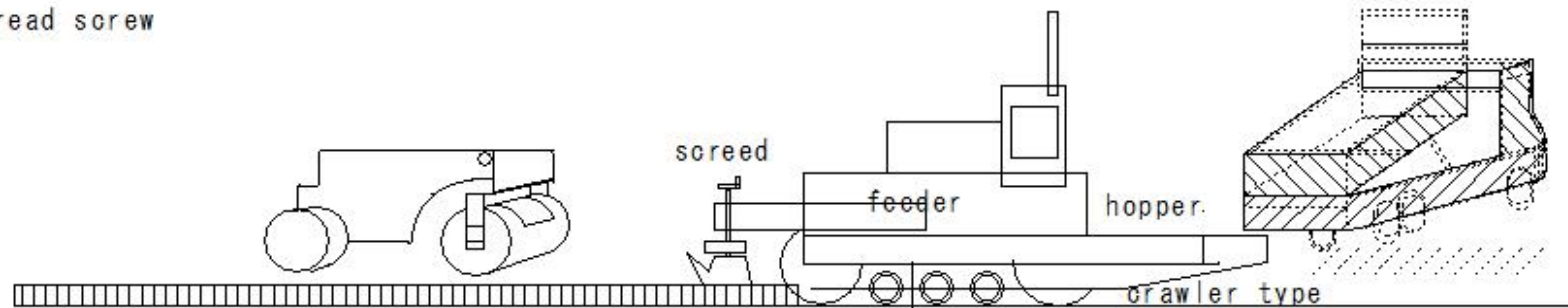 read screw
screed
feeder
hopper
crawler type